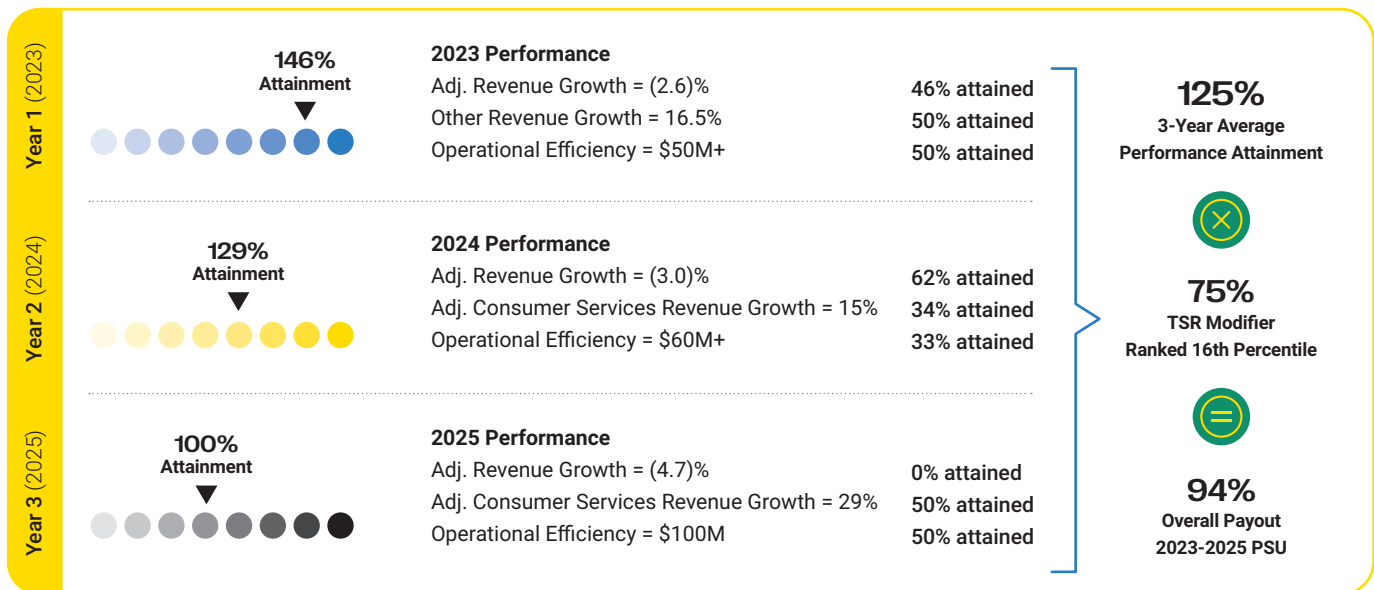 Year 1 (2023)
146%
Attainment
2023 Performance
Adj. Revenue Growth = (2.6)% 46% attained
Other Revenue Growth = 16.5% 50% attained
Operational Efficiency = $50M+ 50% attained
Year 2 (2024)
129%
Attainment
2024 Performance
Adj. Revenue Growth = (3.0)% 62% attained
Adj. Consumer Services Revenue Growth = 15% 34% attained
Operational Efficiency = $60M+ 33% attained
Year 3 (2025)
100%
Attainment
2025 Performance
Adj. Revenue Growth = (4.7)% 0% attained
Adj. Consumer Services Revenue Growth = 29% 50% attained
Operational Efficiency = $100M 50% attained
125%
3-Year Average
Performance Attainment
×
75%
TSR Modifier
Ranked 16th Percentile
=
94%
Overall Payout
2023-2025 PSU